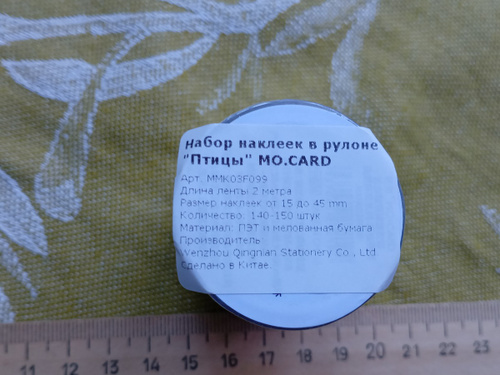 Набор наклеек в рулоне
"Птицы" MO.CARD
Арт. MMK03F099
Длина ленты 2 метра
Размер наклеек от 15 до 45 mm
Количество: 140-150 штук
Материал: ПЭТ и мелованная бумага
Производитель
Wenzhou Qingnian Stationery Co., Ltd
Сделано в Китае.
11 12 13 14 15 16 17 18 19 20 21 22 23